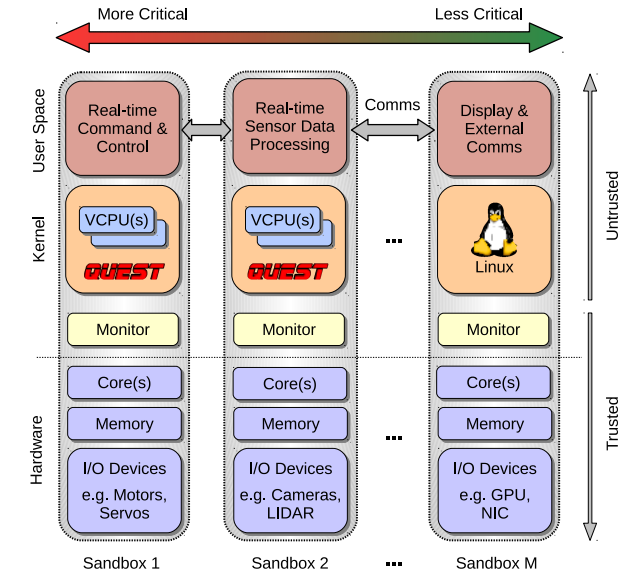 More Critical
Less Critical
User Space
Real-time
Command &
Control
Real-time
Sensor Data
Processing
Comms
Display &
External
Comms
Untrusted
Kernel
VCPU(s)
QUEST
VCPU(s)
QUEST
...
Linux
Monitor
Monitor
Monitor
Hardware
Core(s)
Core(s)
Core(s)
Trusted
Memory
Memory
...
Memory
I/O Devices
e.g. Motors,
Servos
I/O Devices
e.g. Cameras,
LIDAR
I/O Devices
e.g. GPU,
NIC
Sandbox 1
Sandbox 2
...
Sandbox M